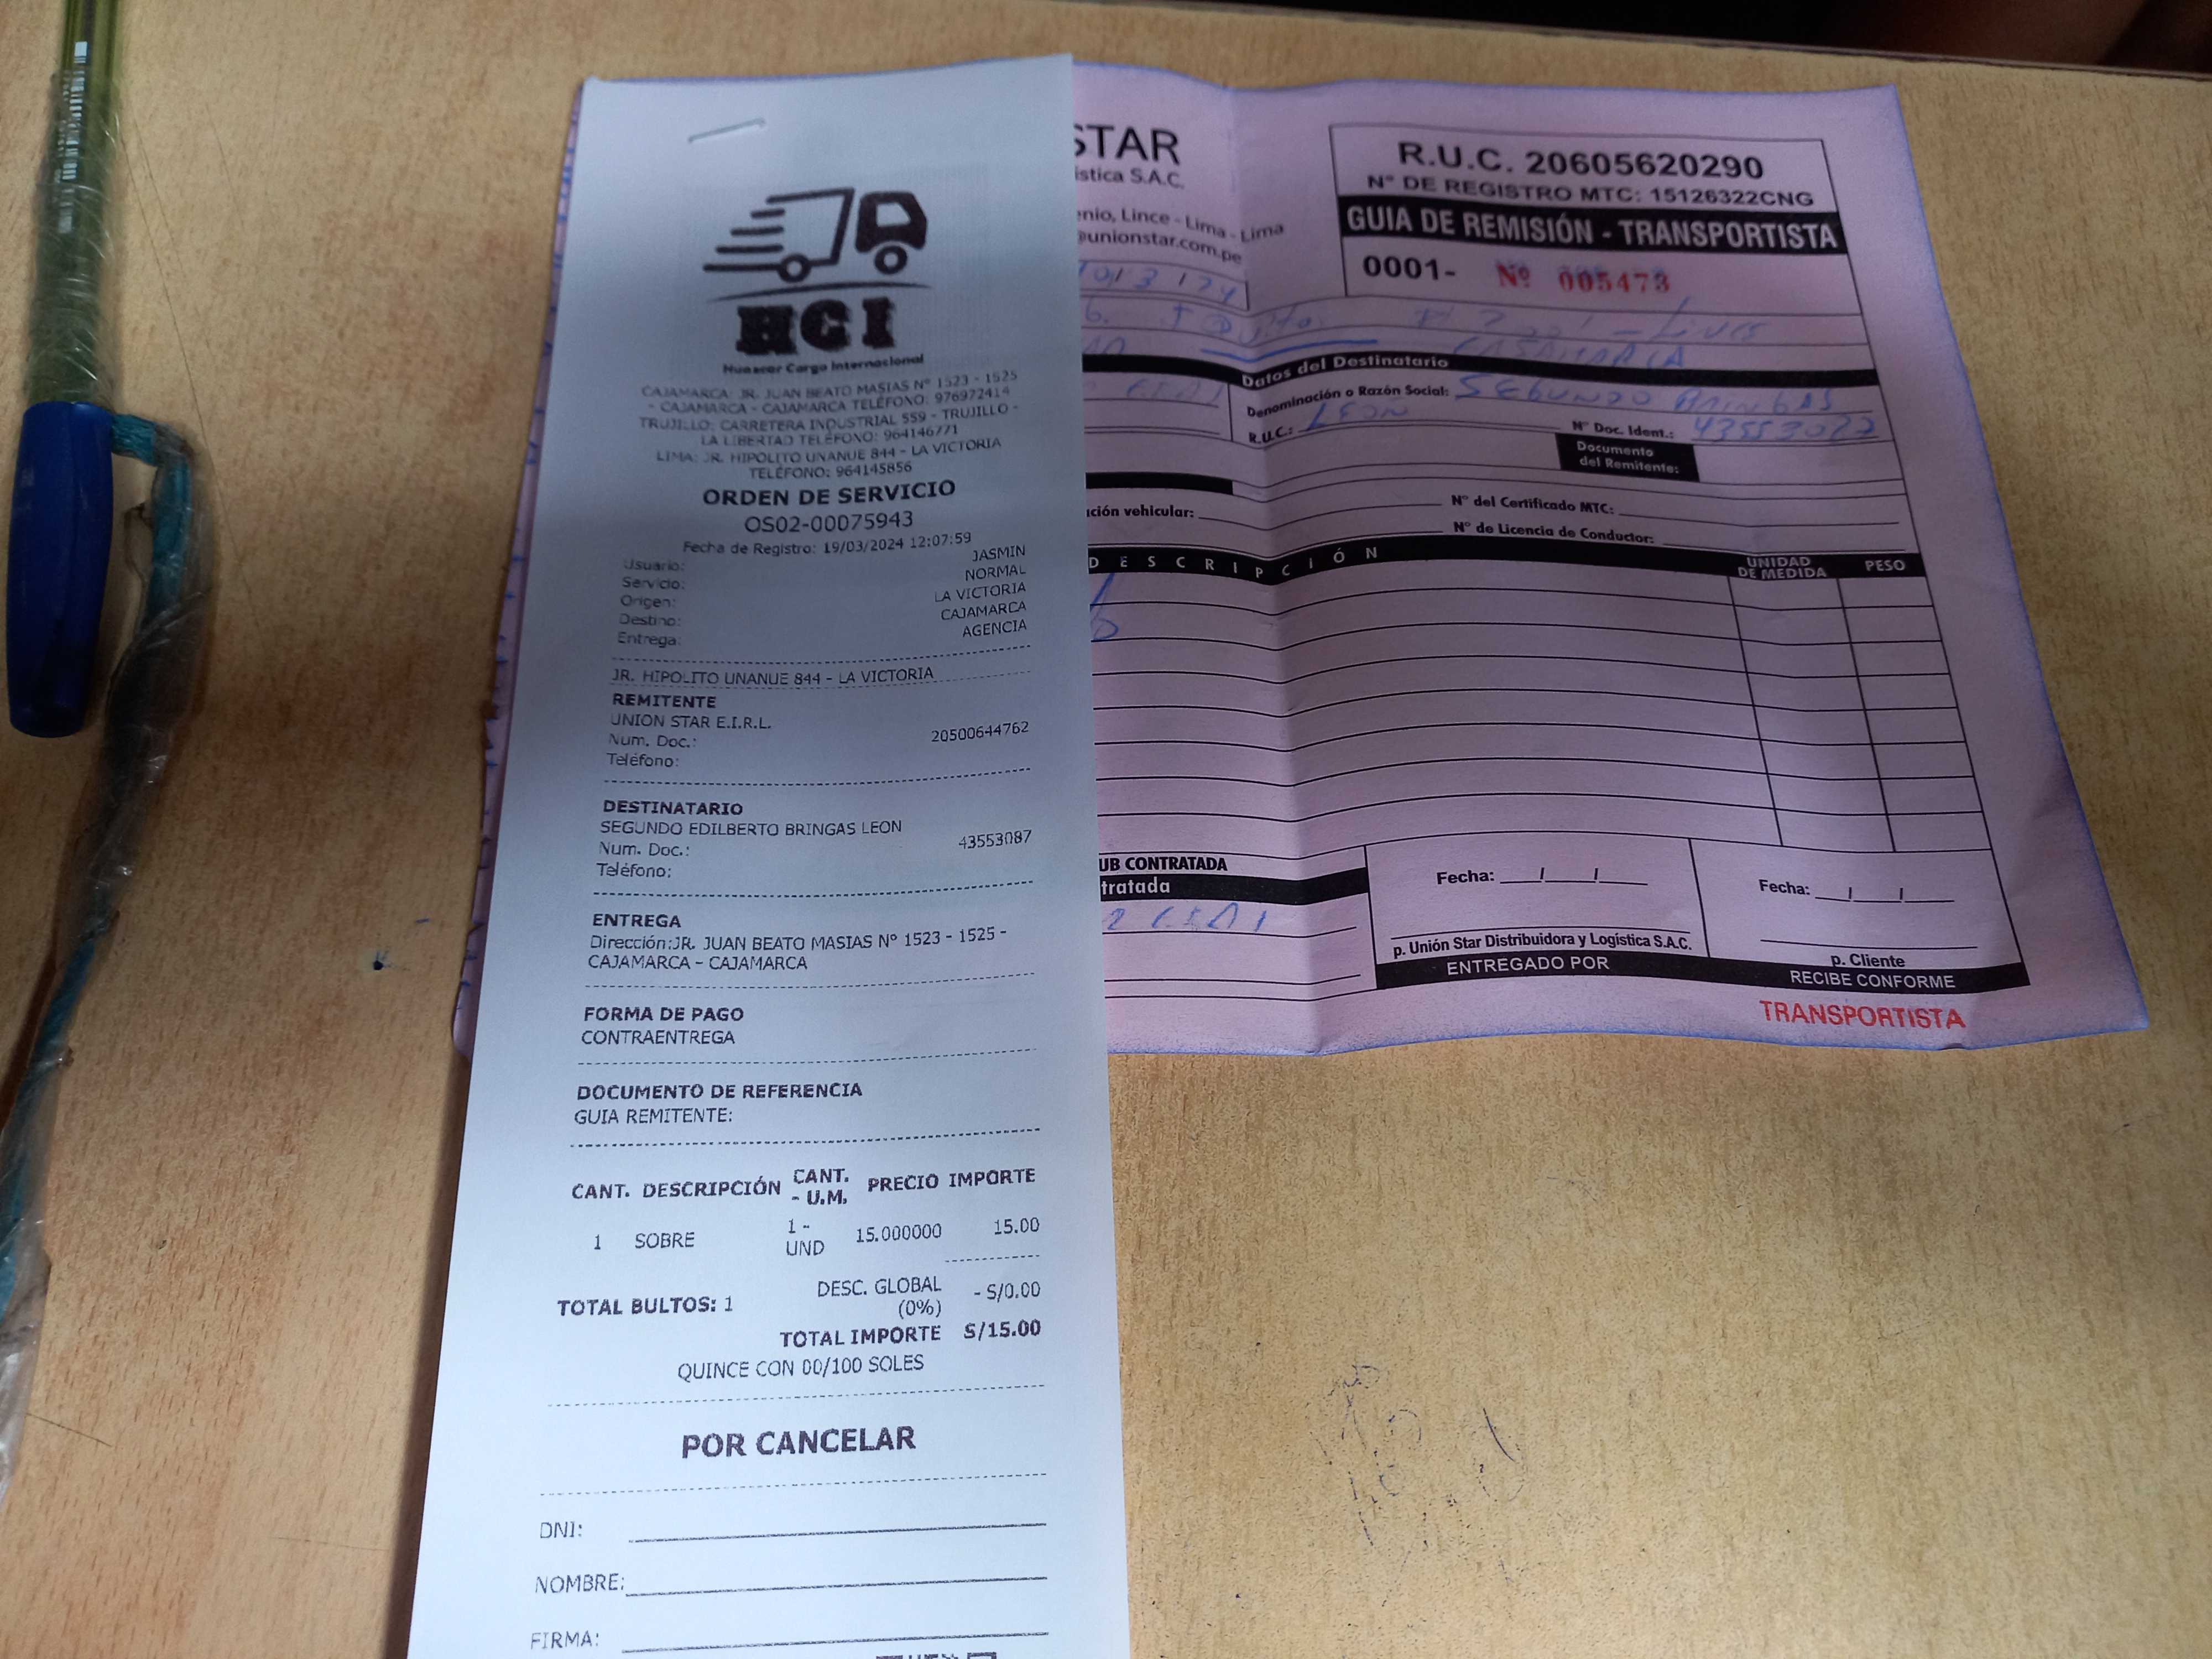 HCI
Huascar Cargo Internacional
CAJAMARCA: JR. JUAN BEATO MASIAS N° 1523 - 1525
- CAJAMARCA - CAJAMARCA TELÉFONO: 976972414
TRUJILLO: CARRETERA INDUSTRIAL 559 - TRUJILLO -
LA LIBERTAD TELÉFONO: 964146771
LIMA: JR. HIPOLITO UNANUE 844 - LA VICTORIA
TELÉFONO: 964145856
ORDEN DE SERVICIO
OS02-00075943
Fecha de Registro: 19/03/2024 12:07:59
Usuario: JASMIN
Servicio: NORMAL
Origen: LA VICTORIA
Destino: CAJAMARCA
Entrega: AGENCIA
JR. HIPOLITO UNANUE 844 - LA VICTORIA
REMITENTE
UNION STAR E.I.R.L.
Num. Doc.: 20500644762
Teléfono:
DESTINATARIO
SEGUNDO EDILBERTO BRINGAS LEON
Num. Doc.: 43553087
Teléfono:
ENTREGA
Dirección:JR. JUAN BEATO MASIAS N° 1523 - 1525 -
CAJAMARCA - CAJAMARCA
FORMA DE PAGO
CONTRAENTREGA
DOCUMENTO DE REFERENCIA
GUIA REMITENTE:
CANT. DESCRIPCIÓN CANT. - U.M. PRECIO IMPORTE
1 SOBRE 1 - UND 15.000000 15.00
TOTAL BULTOS: 1 DESC. GLOBAL (0%) - S/0.00
TOTAL IMPORTE S/15.00
QUINCE CON 00/100 SOLES
POR CANCELAR
DNI:
NOMBRE:
FIRMA:
STAR
ística S.A.C.
enio, Lince - Lima - Lima
@unionstar.com.pe
R.U.C. 20605620290
N° DE REGISTRO MTC: 15126322CNG
GUIA DE REMISIÓN - TRANSPORTISTA
0001- N° 005473
CAJAMARCA
Datos del Destinatario
Denominación o Razón Social: SEGUNDO BRINGAS
LEON
R.U.C.: N° Doc. Ident.:
Documento
del Remitente:
ción vehicular: N° del Certificado MTC:
N° de Licencia de Conductor:
DESCRIPCIÓN UNIDAD DE MEDIDA PESO
UB CONTRATADA
tratada
Fecha: __/__/__
p. Unión Star Distribuidora y Logística S.A.C.
ENTREGADO POR
Fecha: __/__/__
p. Cliente
RECIBE CONFORME
TRANSPORTISTA